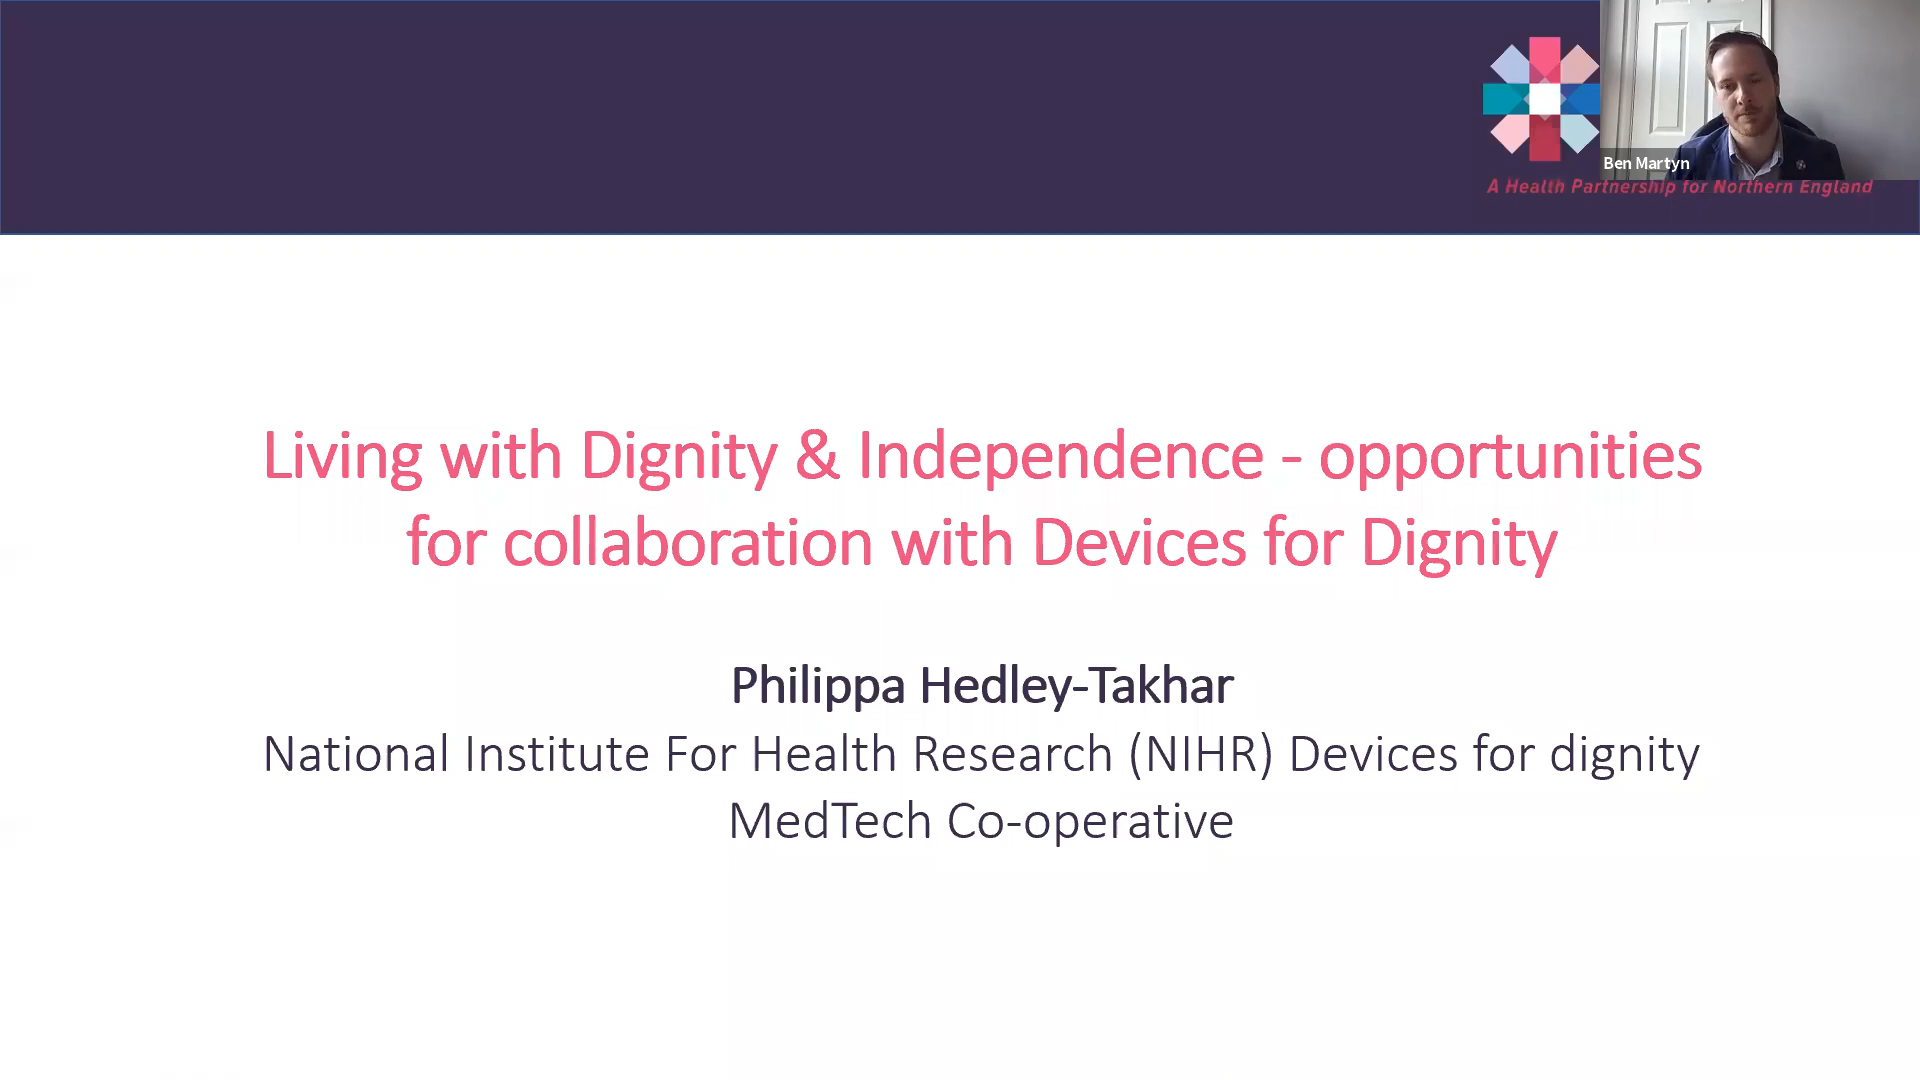 Ben Martyn
A Health Partnership for Northern England
Living with Dignity & Independence - opportunities
for collaboration with Devices for Dignity
Philippa Hedley-Takhar
National Institute For Health Research (NIHR) Devices for dignity
MedTech Co-operative